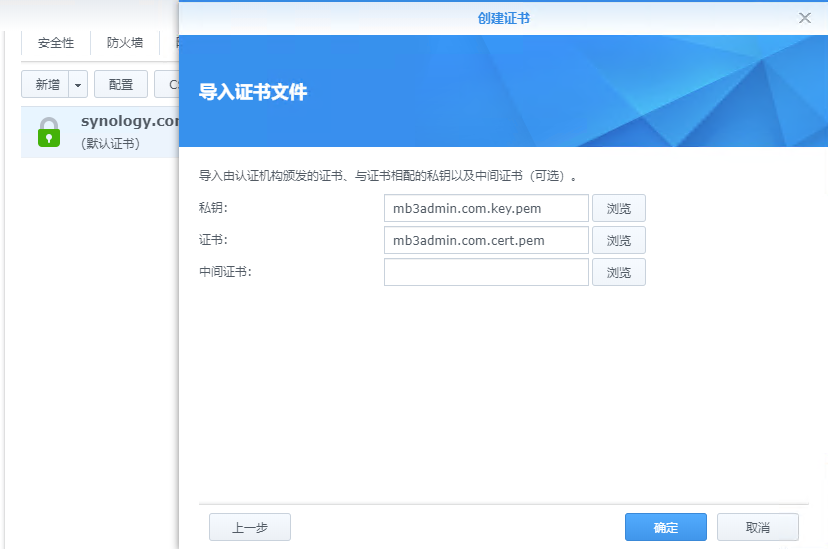 创建证书
安全性
防火墙
新增
配置
synology.com
(默认证书)
导入证书文件
导入由认证机构颁发的证书、与证书相配的私钥以及中间证书（可选）。
私钥:
mb3admin.com.key.pem
浏览
证书:
mb3admin.com.cert.pem
浏览
中间证书:
浏览
上一步
确定
取消